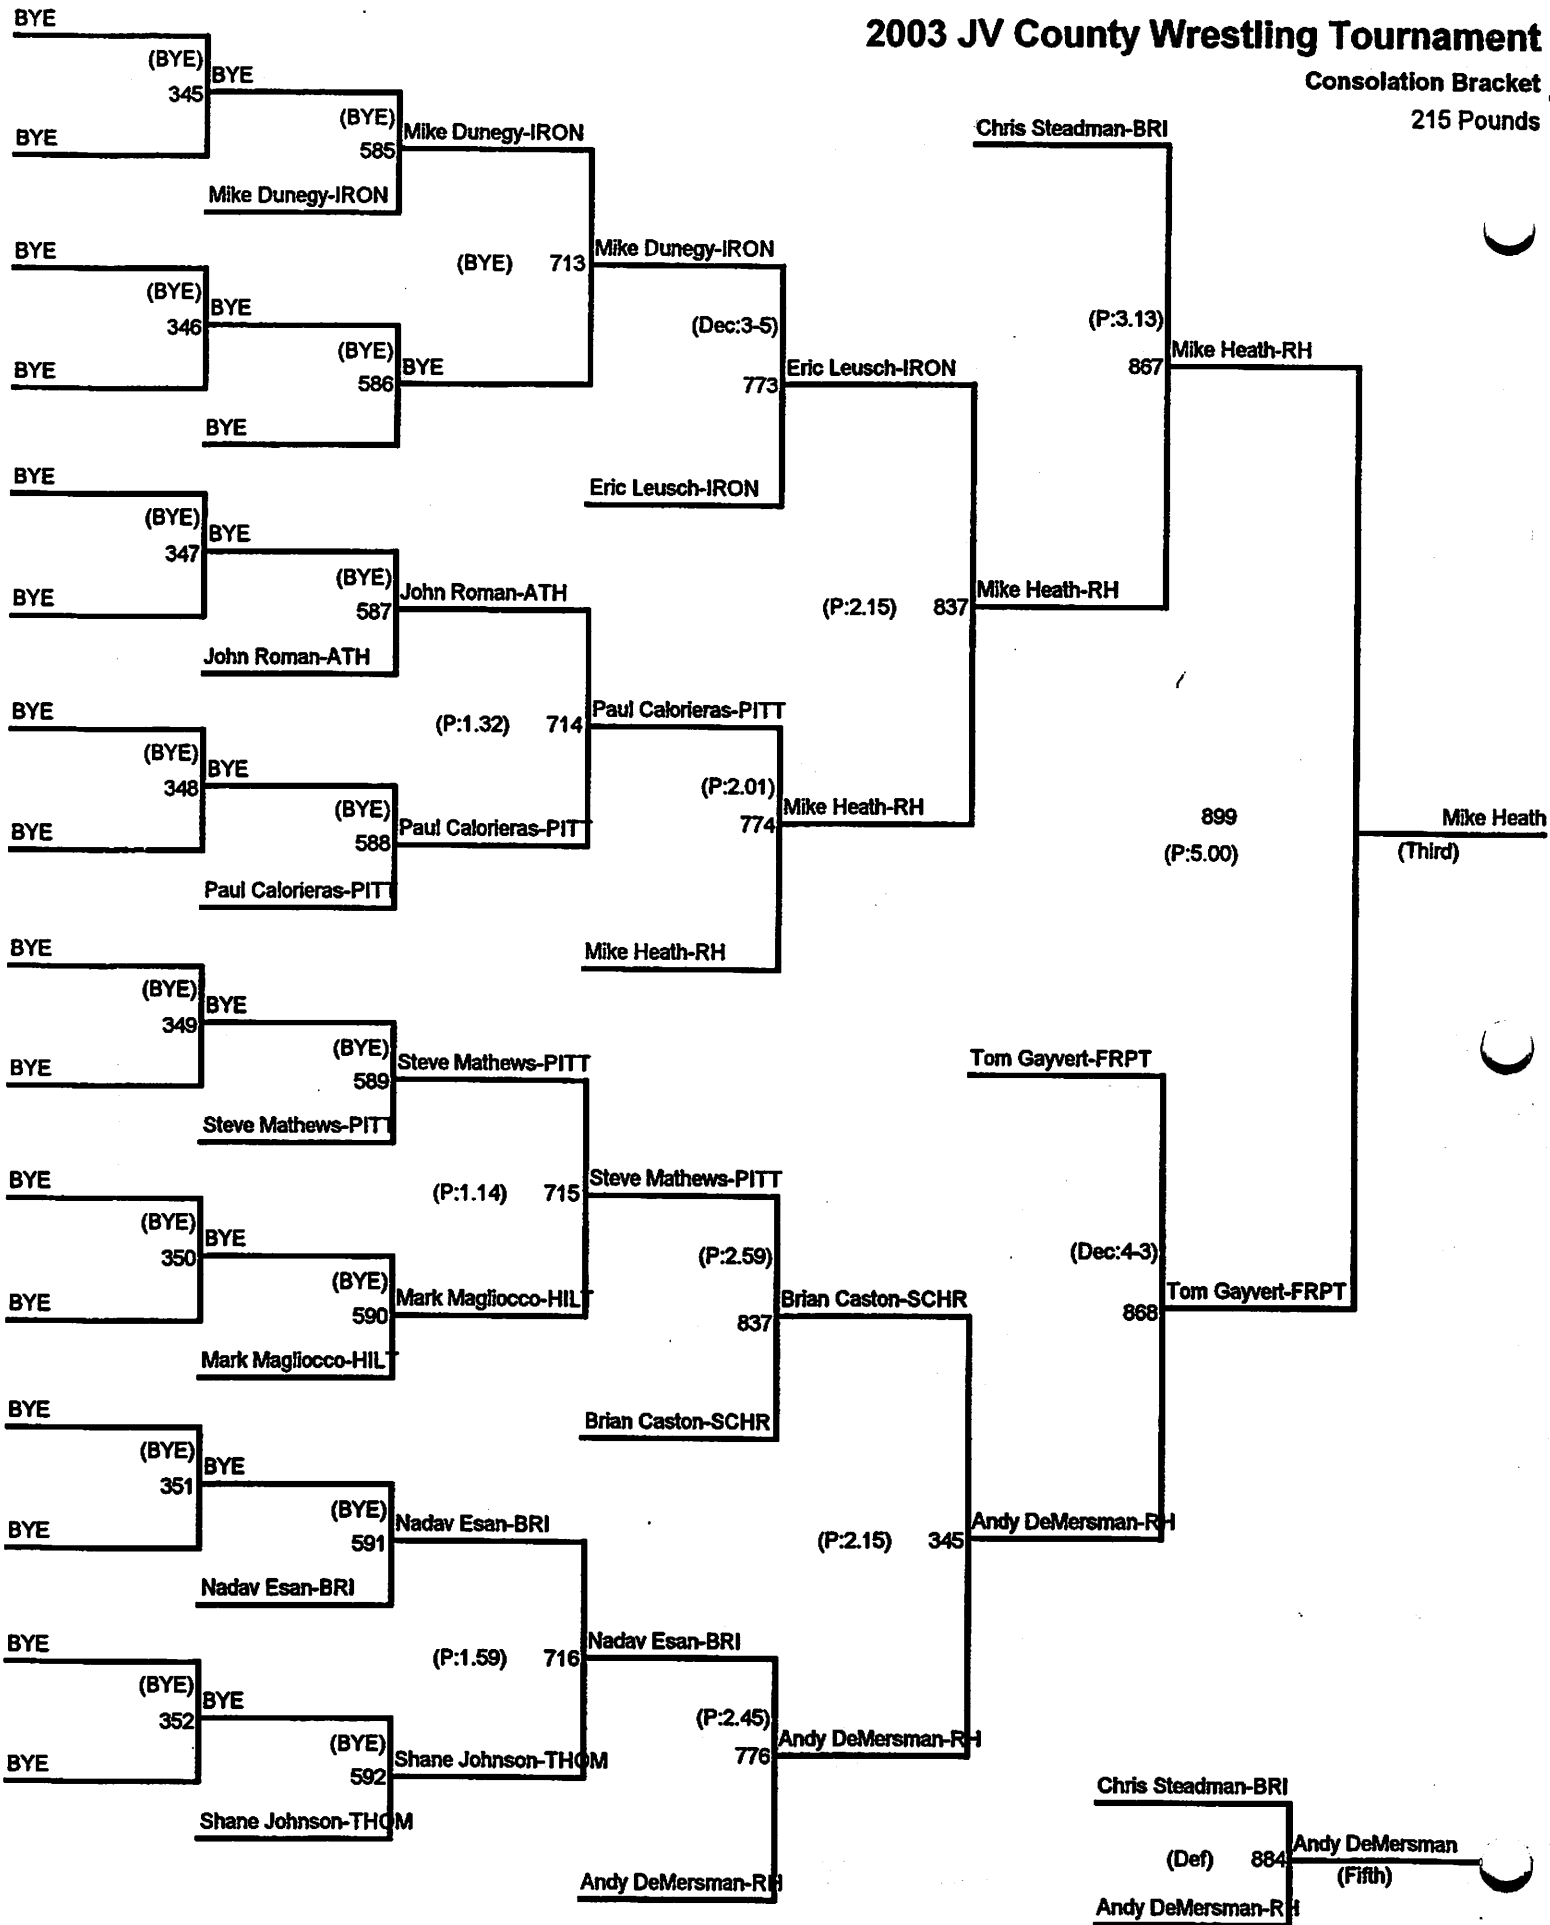 2003 JV County Wrestling Tournament
Consolation Bracket
215 Pounds
BYE
(BYE)
345
BYE
BYE
(BYE)
585
Mike Dunegy-IRON
Mike Dunegy-IRON
BYE
(BYE)
346
BYE
BYE
(BYE)
586
BYE
BYE
(BYE) 713
Mike Dunegy-IRON
(Dec:3-5)
773
Eric Leusch-IRON
Eric Leusch-IRON
BYE
(BYE)
347
BYE
BYE
(BYE)
587
John Roman-ATH
John Roman-ATH
BYE
(BYE)
348
BYE
BYE
(BYE)
588
Paul Calorieras-PITT
Paul Calorieras-PITT
(P:1.32) 714
Paul Calorieras-PITT
(P:2.01)
774
Mike Heath-RH
Mike Heath-RH
(P:2.15) 837
Mike Heath-RH
Chris Steadman-BRI
(P:3.13)
867
Mike Heath-RH
BYE
(BYE)
349
BYE
BYE
(BYE)
589
Steve Mathews-PITT
Steve Mathews-PITT
BYE
(BYE)
350
BYE
BYE
(BYE)
590
Mark Magliocco-HILT
Mark Magliocco-HILT
(P:1.14) 715
Steve Mathews-PITT
(P:2.59)
837
Brian Caston-SCHR
Brian Caston-SCHR
BYE
(BYE)
351
BYE
BYE
(BYE)
591
Nadav Esan-BRI
Nadav Esan-BRI
BYE
(BYE)
352
BYE
BYE
(BYE)
592
Shane Johnson-THOM
Shane Johnson-THOM
(P:1.59) 716
Nadav Esan-BRI
(P:2.45)
776
Andy DeMersman-RH
Andy DeMersman-RH
(P:2.15) 345
Andy DeMersman-RH
Tom Gayvert-FRPT
(Dec:4-3)
868
Tom Gayvert-FRPT
899
(P:5.00)
Mike Heath
(Third)
Chris Steadman-BRI
(Def) 884
Andy DeMersman
(Fifth)
Andy DeMersman-RH